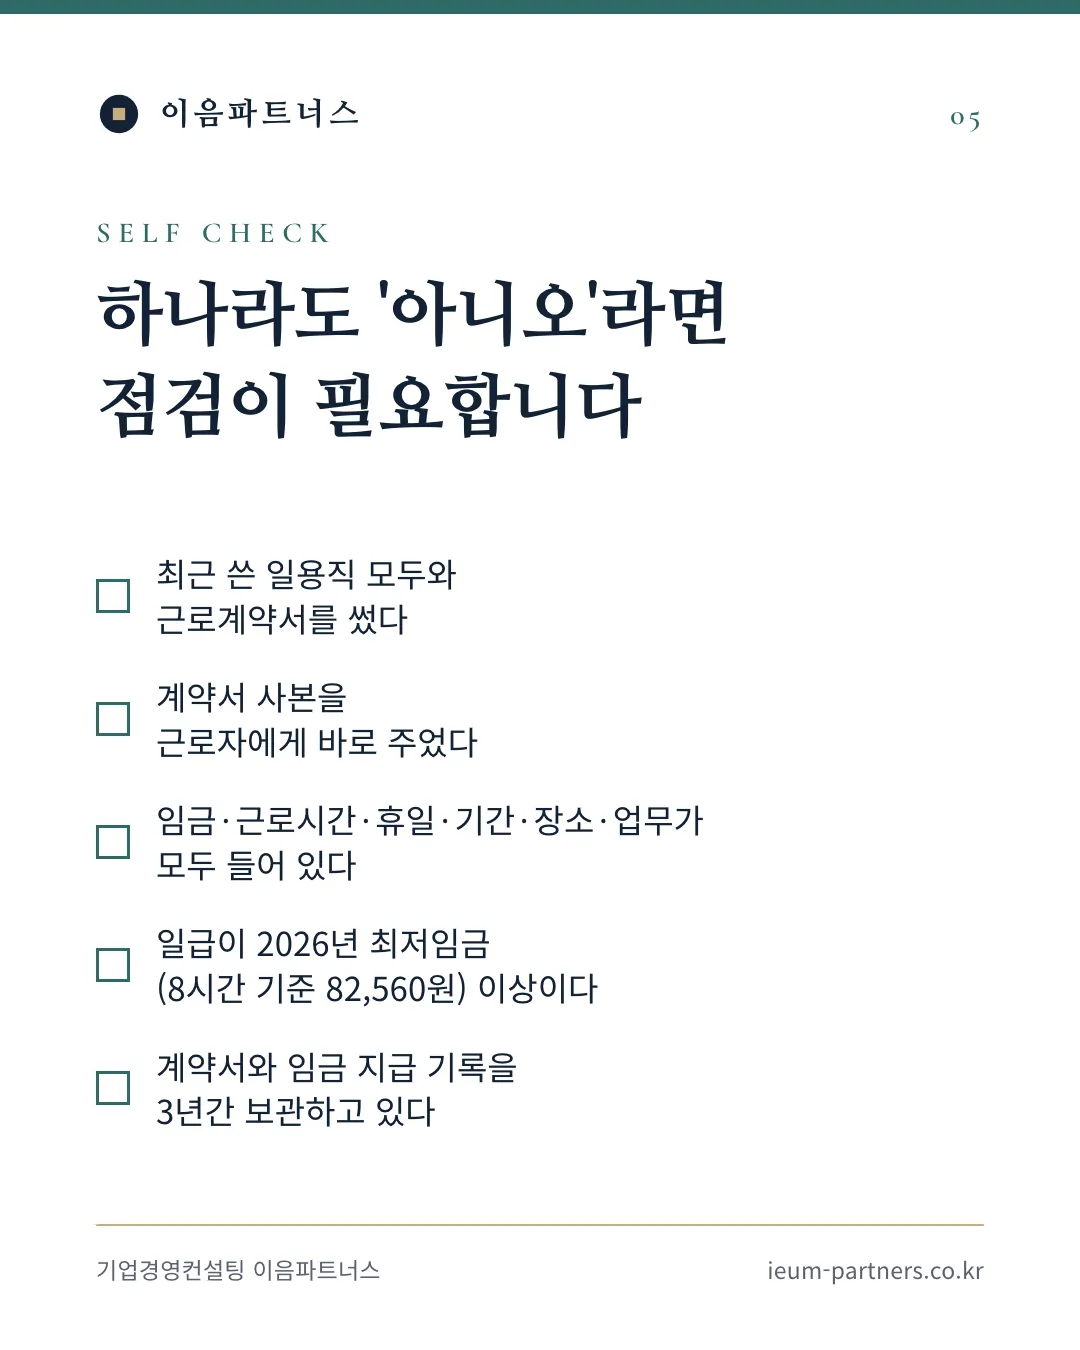 이음파트너스
05
SELF CHECK
하나라도 '아니오'라면
점검이 필요합니다
최근 쓴 일용직 모두와
근로계약서를 썼다
계약서 사본을
근로자에게 바로 주었다
임금·근로시간·휴일·기간·장소·업무가
모두 들어 있다
일급이 2026년 최저임금
(8시간 기준 82,560원) 이상이다
계약서와 임금 지급 기록을
3년간 보관하고 있다
기업경영컨설팅 이음파트너스
ieum-partners.co.kr